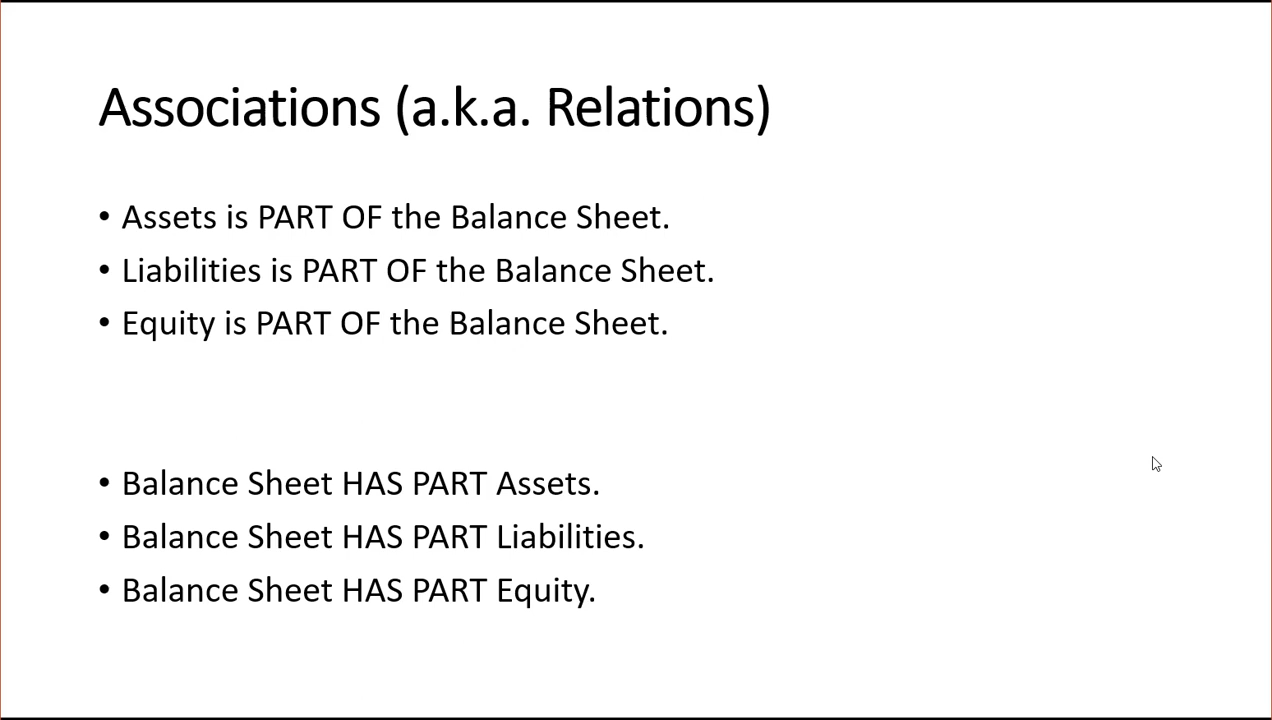 Associations (a.k.a. Relations)
• Assets is PART OF the Balance Sheet.
• Liabilities is PART OF the Balance Sheet.
• Equity is PART OF the Balance Sheet.
• Balance Sheet HAS PART Assets.
• Balance Sheet HAS PART Liabilities.
• Balance Sheet HAS PART Equity.